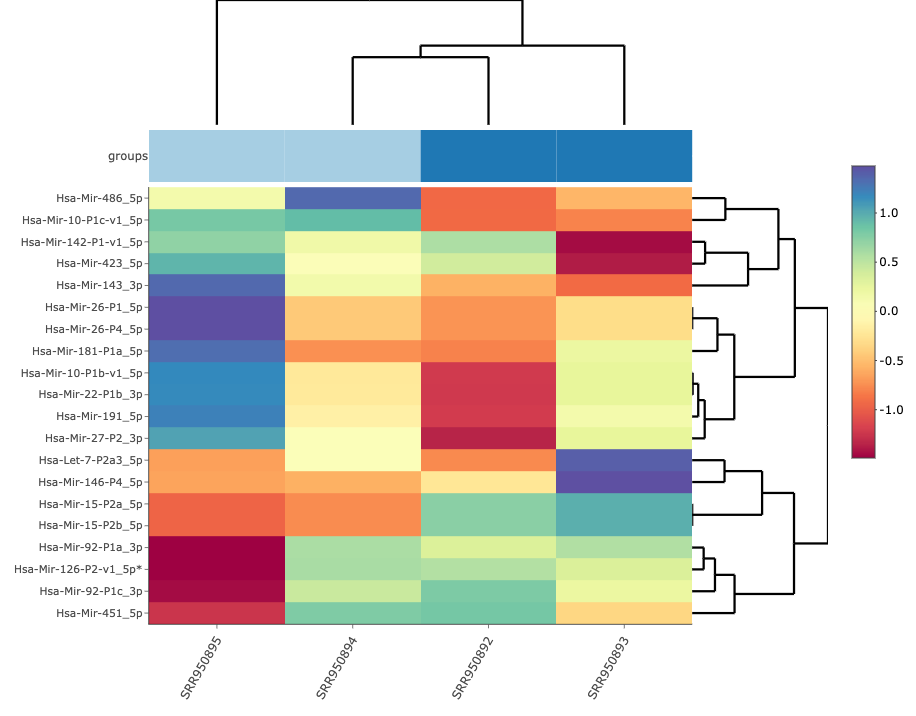 groups
Hsa-Mir-486_5p
Hsa-Mir-10-P1c-v1_5p
Hsa-Mir-142-P1-v1_5p
Hsa-Mir-423_5p
Hsa-Mir-143_3p
Hsa-Mir-26-P1_5p
Hsa-Mir-26-P4_5p
Hsa-Mir-181-P1a_5p
Hsa-Mir-10-P1b-v1_5p
Hsa-Mir-22-P1b_3p
Hsa-Mir-191_5p
Hsa-Mir-27-P2_3p
Hsa-Let-7-P2a3_5p
Hsa-Mir-146-P4_5p
Hsa-Mir-15-P2a_5p
Hsa-Mir-15-P2b_5p
Hsa-Mir-92-P1a_3p
Hsa-Mir-126-P2-v1_5p*
Hsa-Mir-92-P1c_3p
Hsa-Mir-451_5p
SRR950895
SRR950894
SRR950892
SRR950893
1.0
0.5
0.0
-0.5
-1.0